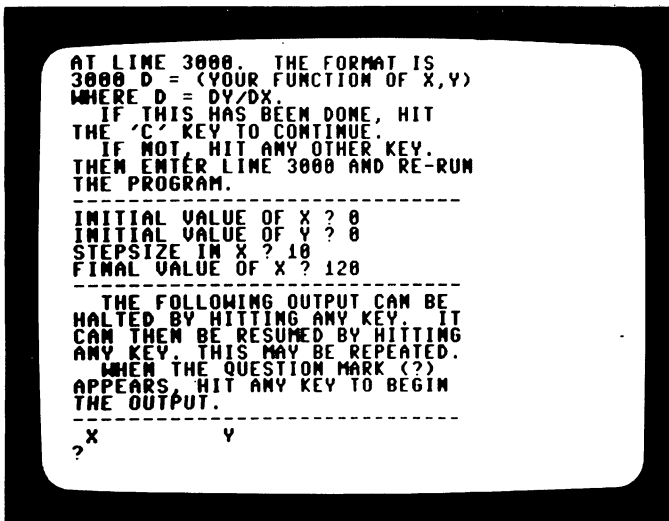 AT LINE 3000.  THE FORMAT IS
3000 D = (YOUR FUNCTION OF X,Y)
WHERE D = DY/DX.
IF THIS HAS BEEN DONE, HIT
THE 'C' KEY TO CONTINUE.
IF NOT, HIT ANY OTHER KEY.
THEN ENTER LINE 3000 AND RE-RUN
THE PROGRAM.
-------------------------------
INITIAL VALUE OF X ? 0
INITIAL VALUE OF Y ? 0
STEPSIZE IN X ? 10
FINAL VALUE OF X ? 120
-------------------------------
THE FOLLOWING OUTPUT CAN BE
HALTED BY HITTING ANY KEY.  IT
CAN THEN BE RESUMED BY HITTING
ANY KEY. THIS MAY BE REPEATED.
WHEN THE QUESTION MARK (?)
APPEARS, HIT ANY KEY TO BEGIN
THE OUTPUT.
-------------------------------
X Y
?